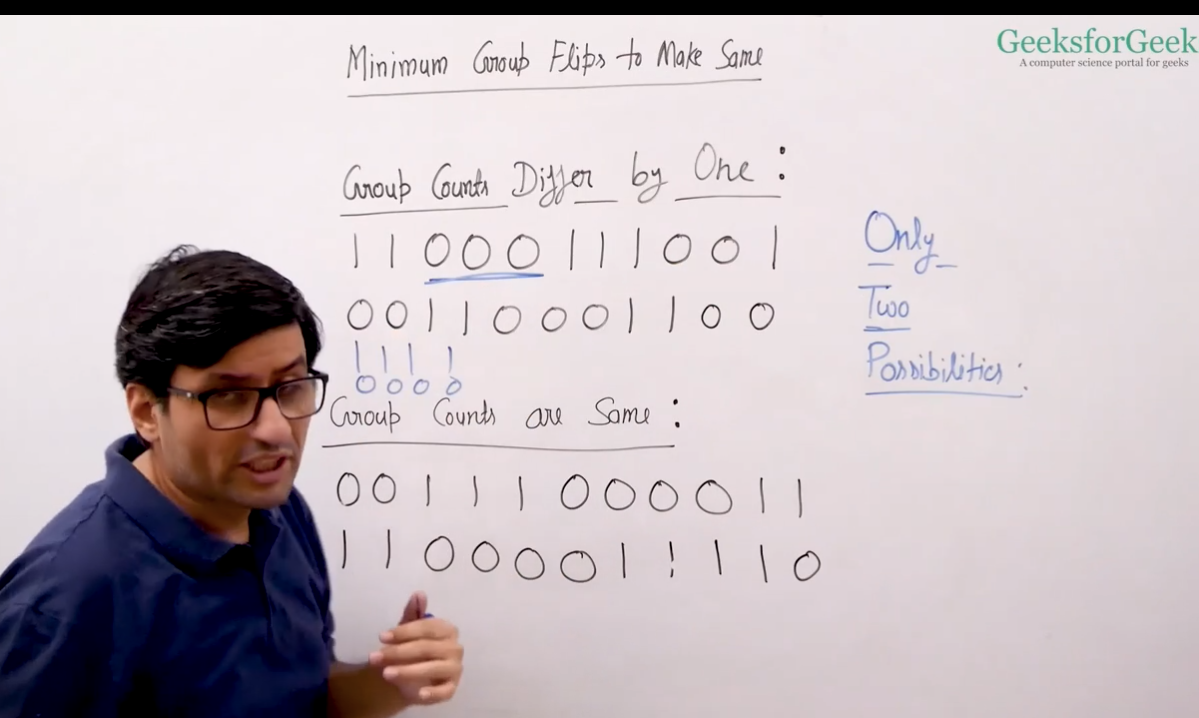 GeeksforGeek
A computer science portal for geeks
Minimum Group Flips to Make Same
Group Counts Differ by One :
1 1 0 0 0 1 1 1 0 0 1
0 0 1 1 0 0 0 1 1 0 0
1 1 1 1
0 0 0 0
Only
Two
Possibilities :
Group Counts are Same :
0 0 1 1 1 0 0 0 0 1 1
1 1 0 0 0 0 1 1 1 1 0